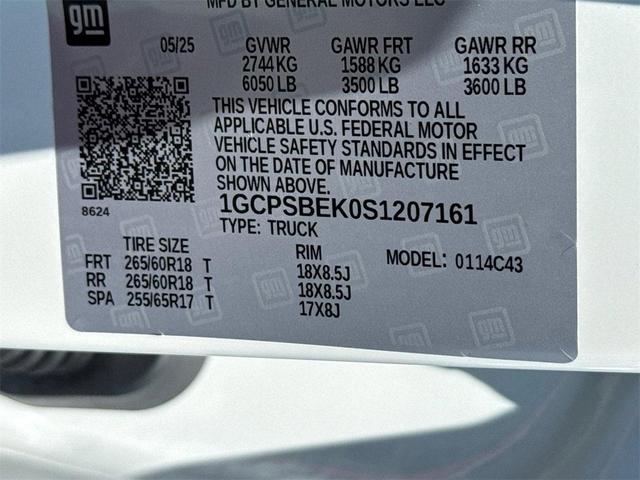 MFD BY GENERAL MOTORS LLC
gm
05/25 GVWR GAWR FRT GAWR RR
2744 KG 1588 KG 1633 KG
6050 LB 3500 LB 3600 LB
THIS VEHICLE CONFORMS TO ALL
APPLICABLE U.S. FEDERAL MOTOR
VEHICLE SAFETY STANDARDS IN EFFECT
ON THE DATE OF MANUFACTURE
SHOWN ABOVE.
8624
1GCPSBEK0S1207161
TYPE: TRUCK
TIRE SIZE RIM MODEL: 0114C43
FRT 265/60R18 T 18X8.5J
RR 265/60R18 T 18X8.5J
SPA 255/65R17 T 17X8J